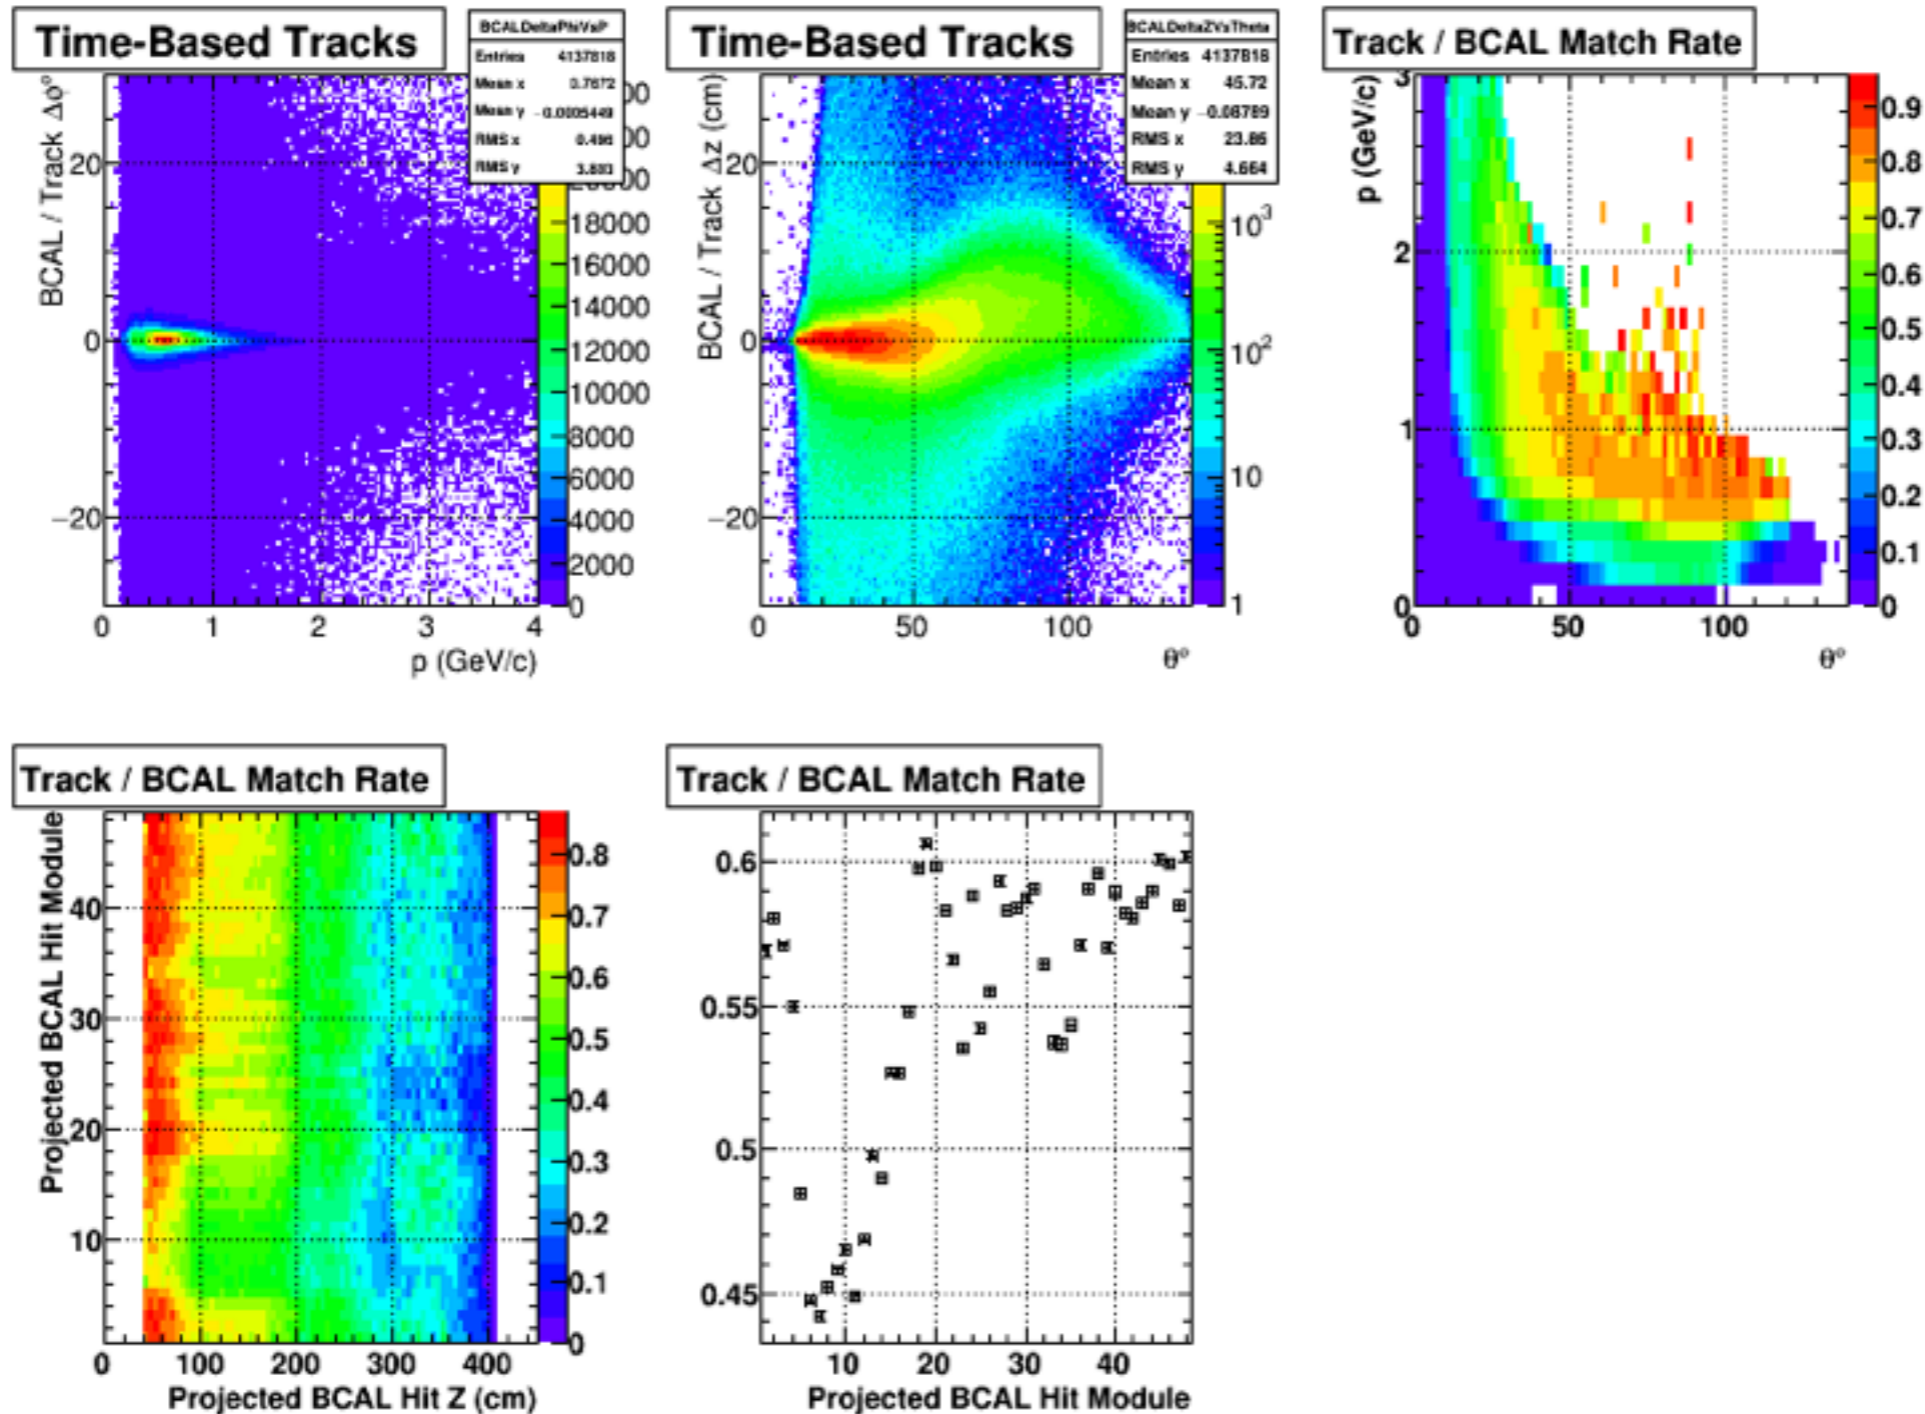 Time-Based Tracks
BCALDeltaPhiVsP
Entries 4137818
Mean x 0.7672
Mean y -0.0005449
RMS x 0.496
RMS y
BCAL / Track Δφ°
20
0
−20
0 1 2 3 4
p (GeV/c)
18000
16000
14000
12000
10000
8000
6000
4000
2000
0
Time-Based Tracks
BCALDeltaZVsTheta
Entries 4137818
Mean x 45.72
Mean y -0.08789
RMS x 23.86
RMS y 4.664
BCAL / Track Δz (cm)
20
0
−20
0 50 100
θ°
10³
10²
10
1
Track / BCAL Match Rate
p (GeV/c)
3
2
1
0
0 50 100
θ°
0.9
0.8
0.7
0.6
0.5
0.4
0.3
0.2
0.1
0
Track / BCAL Match Rate
Projected BCAL Hit Module
40
30
20
10
0 100 200 300 400
Projected BCAL Hit Z (cm)
0.8
0.7
0.6
0.5
0.4
0.3
0.2
0.1
0
Track / BCAL Match Rate
0.6
0.55
0.5
0.45
10 20 30 40
Projected BCAL Hit Module